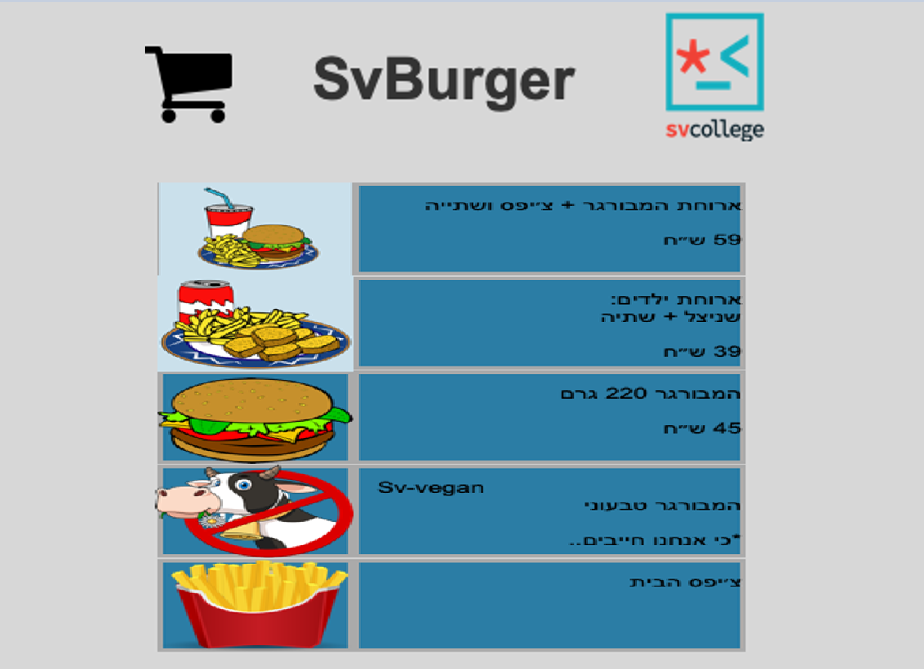 SvBurger
svcollege
ארוחת המבורגר + צ״יפס ושתייה
59 ש״ח
ארוחת ילדים:
שניצל + שתיה
39 ש״ח
המבורגר 220 גרם
45 ש״ח
Sv-vegan
המבורגר טבעוני
*כי אנחנו חייבים..
צ״יפס הבית